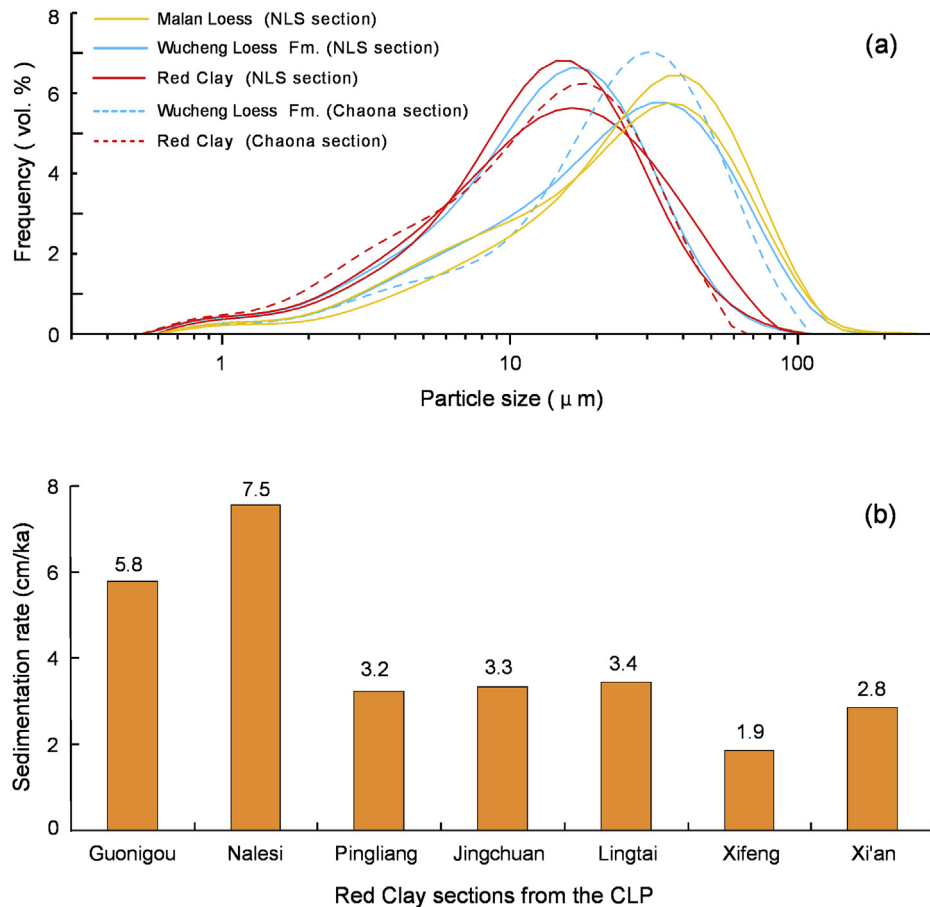 (a)
Malan Loess (NLS section)
Wucheng Loess Fm. (NLS section)
Red Clay (NLS section)
Wucheng Loess Fm. (Chaona section)
Red Clay (Chaona section)
Frequency ( vol. % )
8
6
4
2
0
1 10 100
Particle size ( μ m)
(b)
Sedimentation rate (cm/ka)
8
6
4
2
0
5.8 7.5 3.2 3.3 3.4 1.9 2.8
Guonigou Nalesi Pingliang Jingchuan Lingtai Xifeng Xi'an
Red Clay sections from the CLP